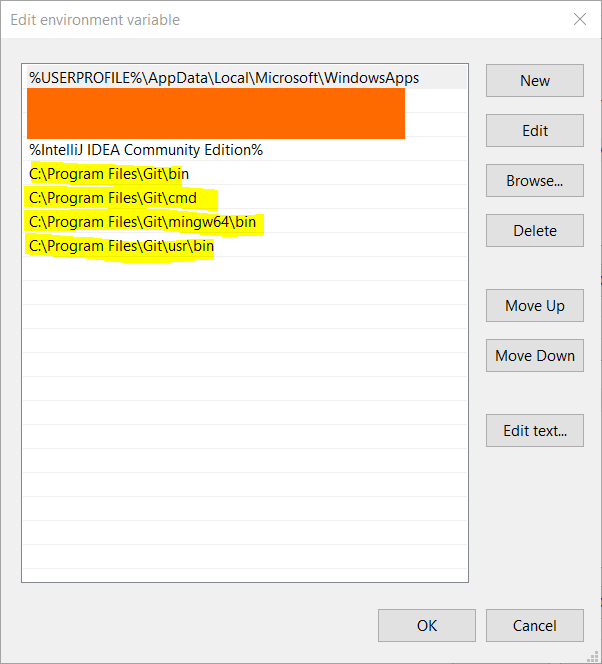 Edit environment variable
%USERPROFILE%\AppData\Local\Microsoft\WindowsApps
New
Edit
%IntelliJ IDEA Community Edition%
C:\Program Files\Git\bin
Browse...
C:\Program Files\Git\cmd
C:\Program Files\Git\mingw64\bin
Delete
C:\Program Files\Git\usr\bin
Move Up
Move Down
Edit text...
OK
Cancel